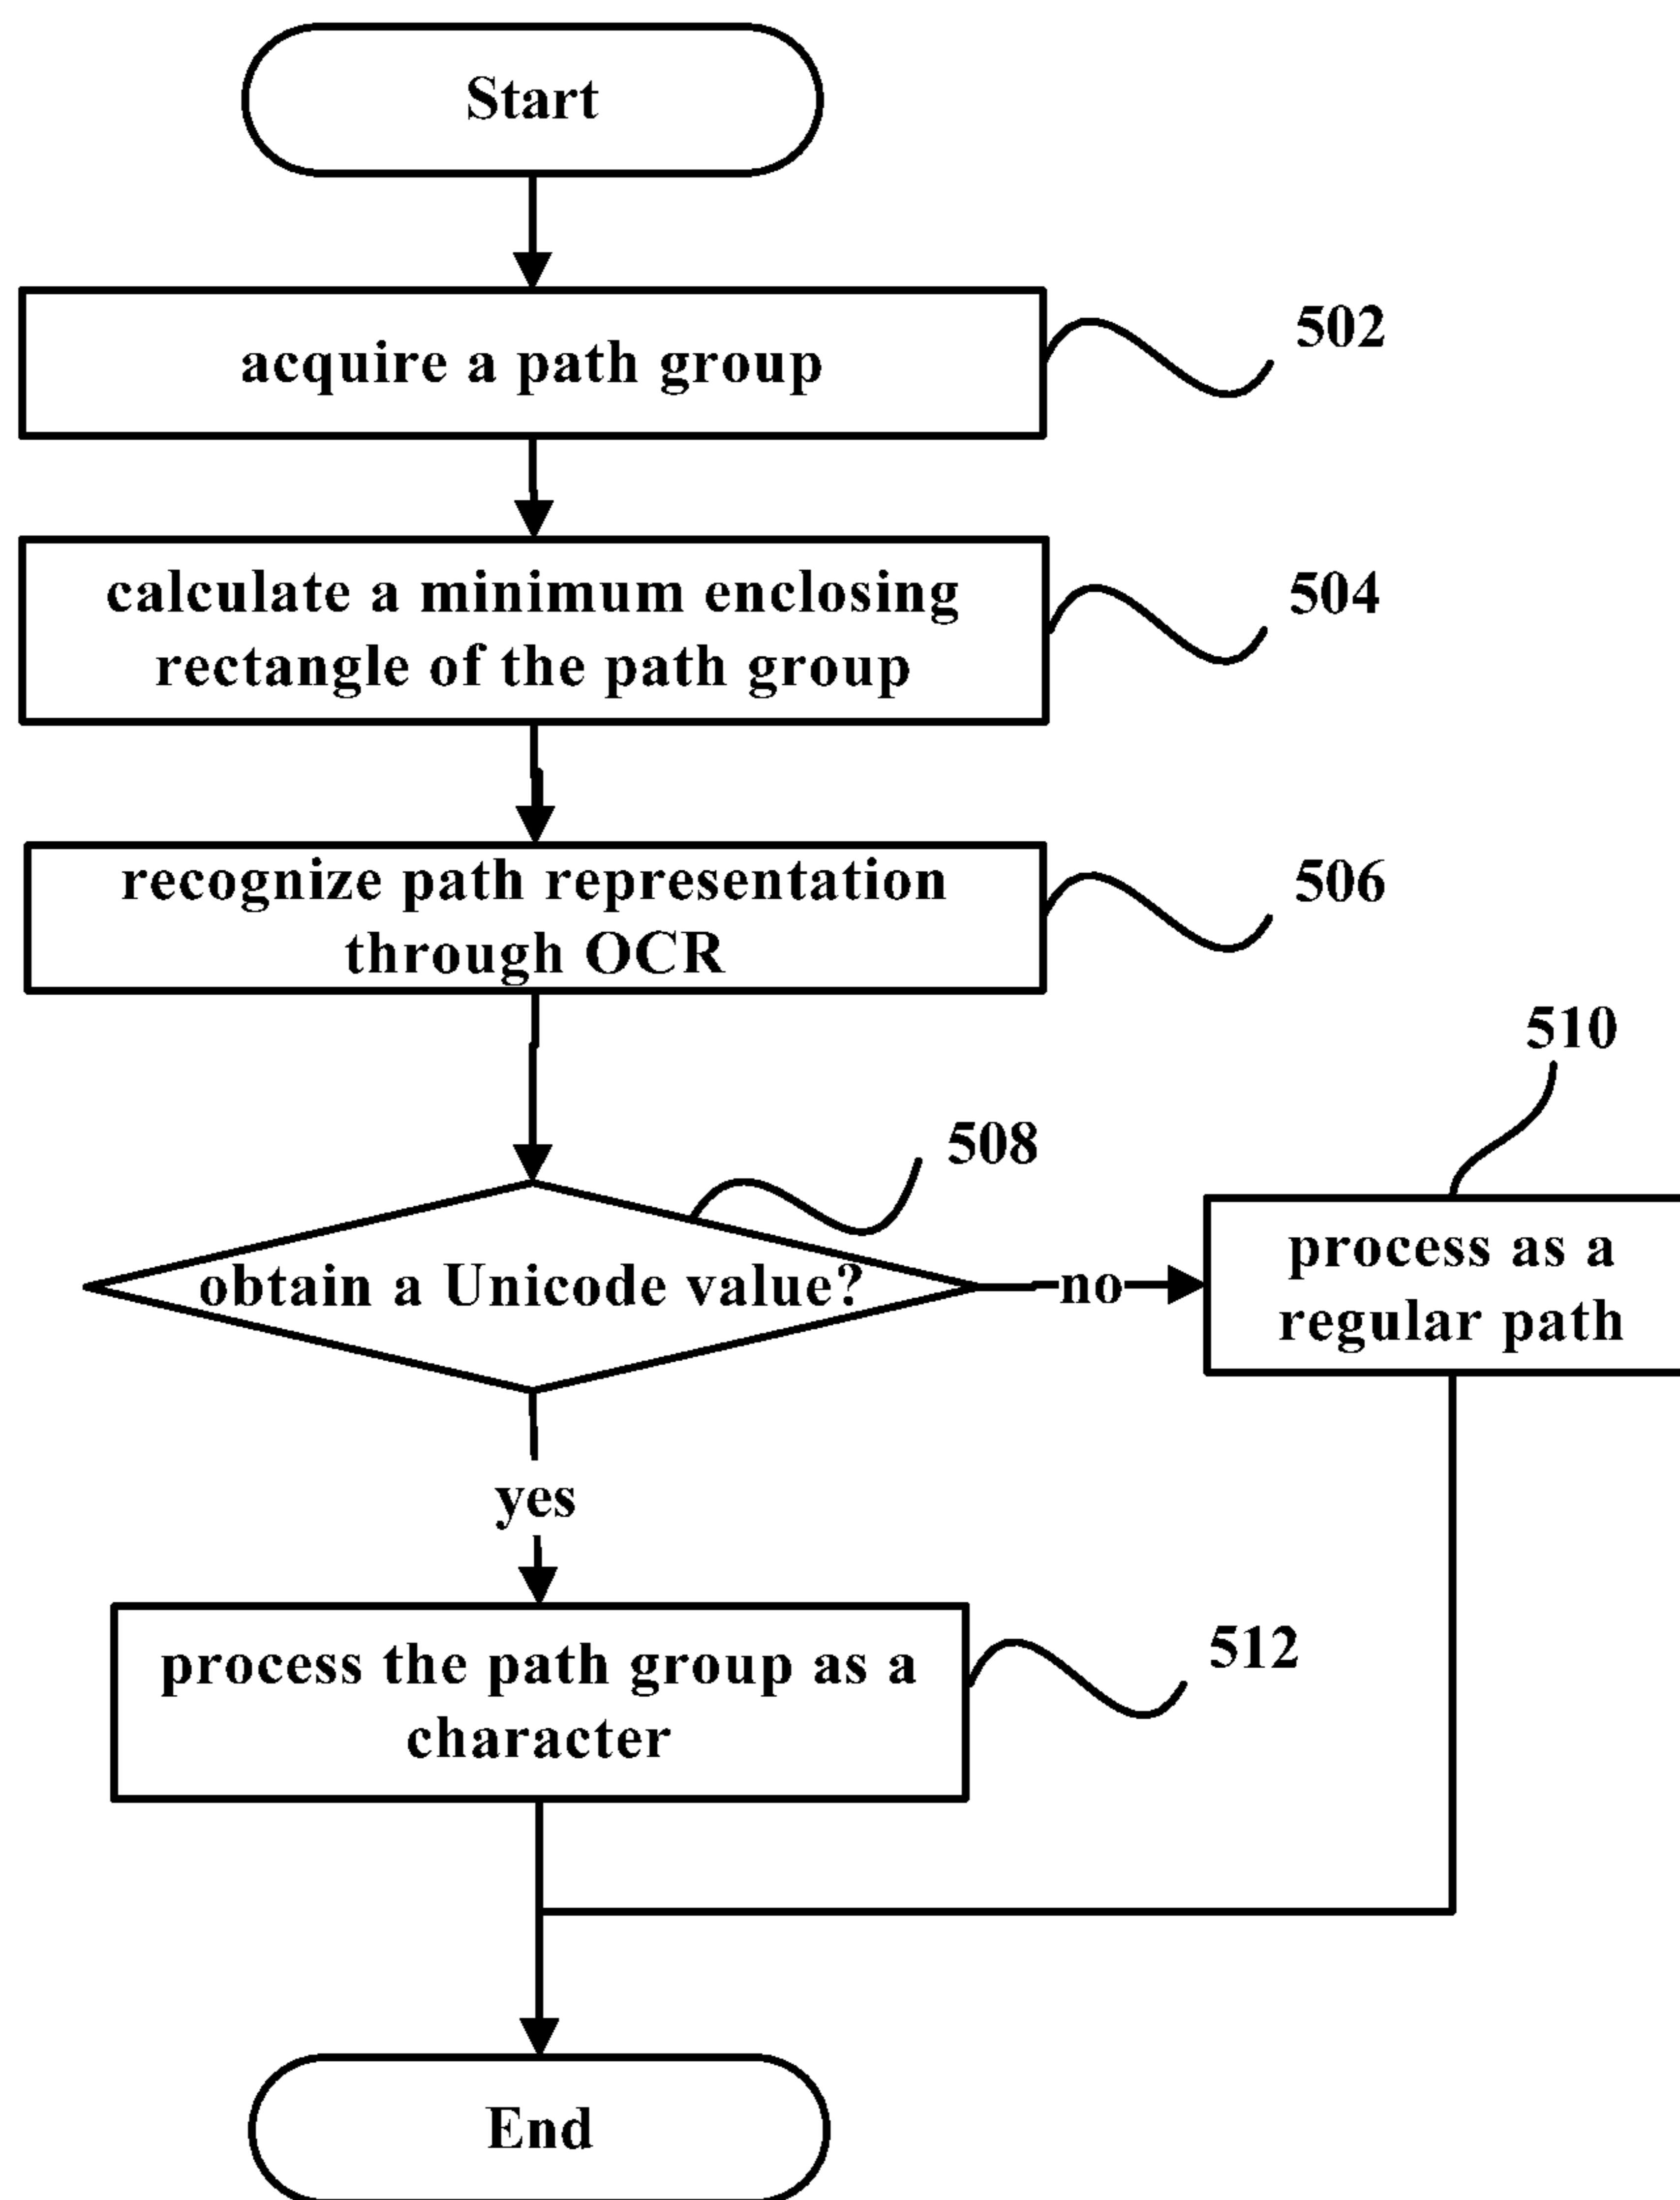 Start
acquire a path group
502
calculate a minimum enclosing
rectangle of the path group
504
recognize path representation
through OCR
506
510
508
obtain a Unicode value?
no
process as a
regular path
yes
process the path group as a
character
512
End